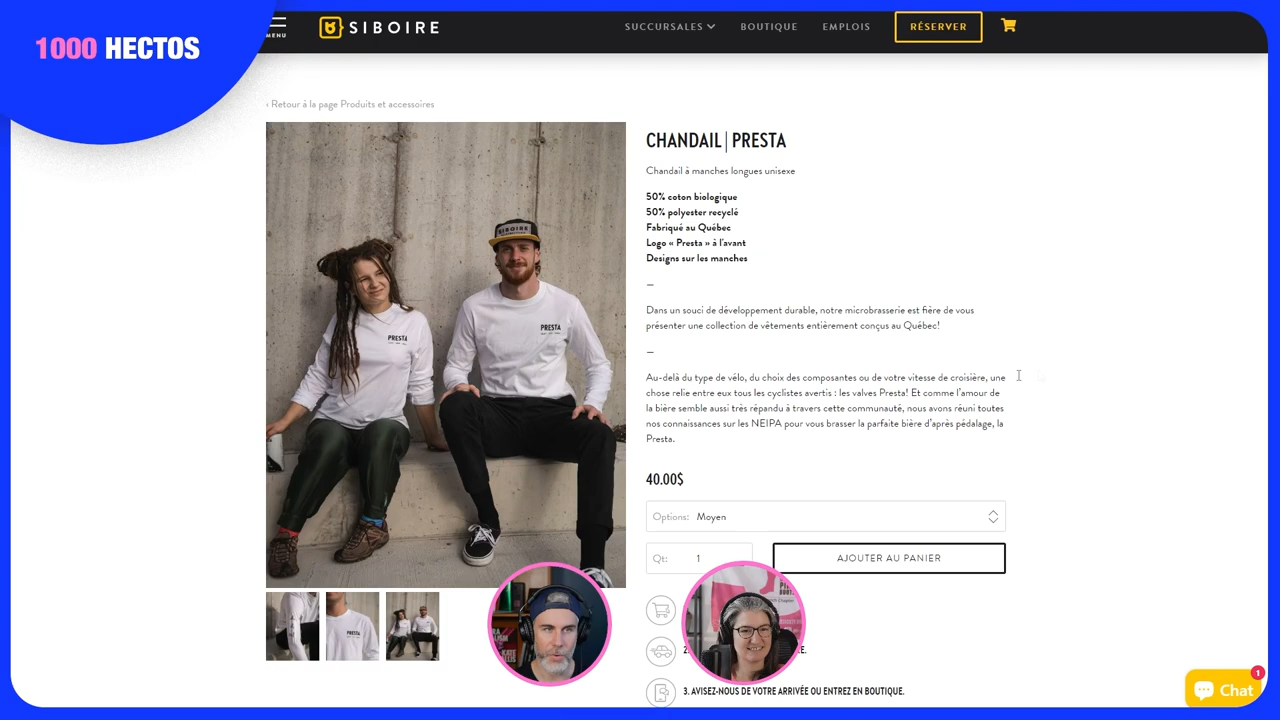 1000 HECTOS
MENU
SIBOIRE
SUCCURSALES
BOUTIQUE
EMPLOIS
RÉSERVER
‹ Retour à la page Produits et accessoires
CHANDAIL | PRESTA
Chandail à manches longues unisexe
50% coton biologique
50% polyester recyclé
Fabriqué au Québec
Logo « Presta » à l'avant
Designs sur les manches
—
Dans un souci de développement durable, notre microbrasserie est fière de vous
présenter une collection de vêtements entièrement conçus au Québec!
—
Au-delà du type de vélo, du choix des composantes ou de votre vitesse de croisière, une
chose relie entre eux tous les cyclistes avertis : les valves Presta! Et comme l'amour de
la bière semble aussi très répandu à travers cette communauté, nous avons réuni toutes
nos connaissances sur les NEIPA pour vous brasser la parfaite bière d'après pédalage, la
Presta.
40.00$
Options: Moyen
Qt: 1
AJOUTER AU PANIER
2.
3. AVISEZ-NOUS DE VOTRE ARRIVÉE OU ENTREZ EN BOUTIQUE.
Chat
1
SIBOIRE
PRESTA
PRESTA
PRESTA